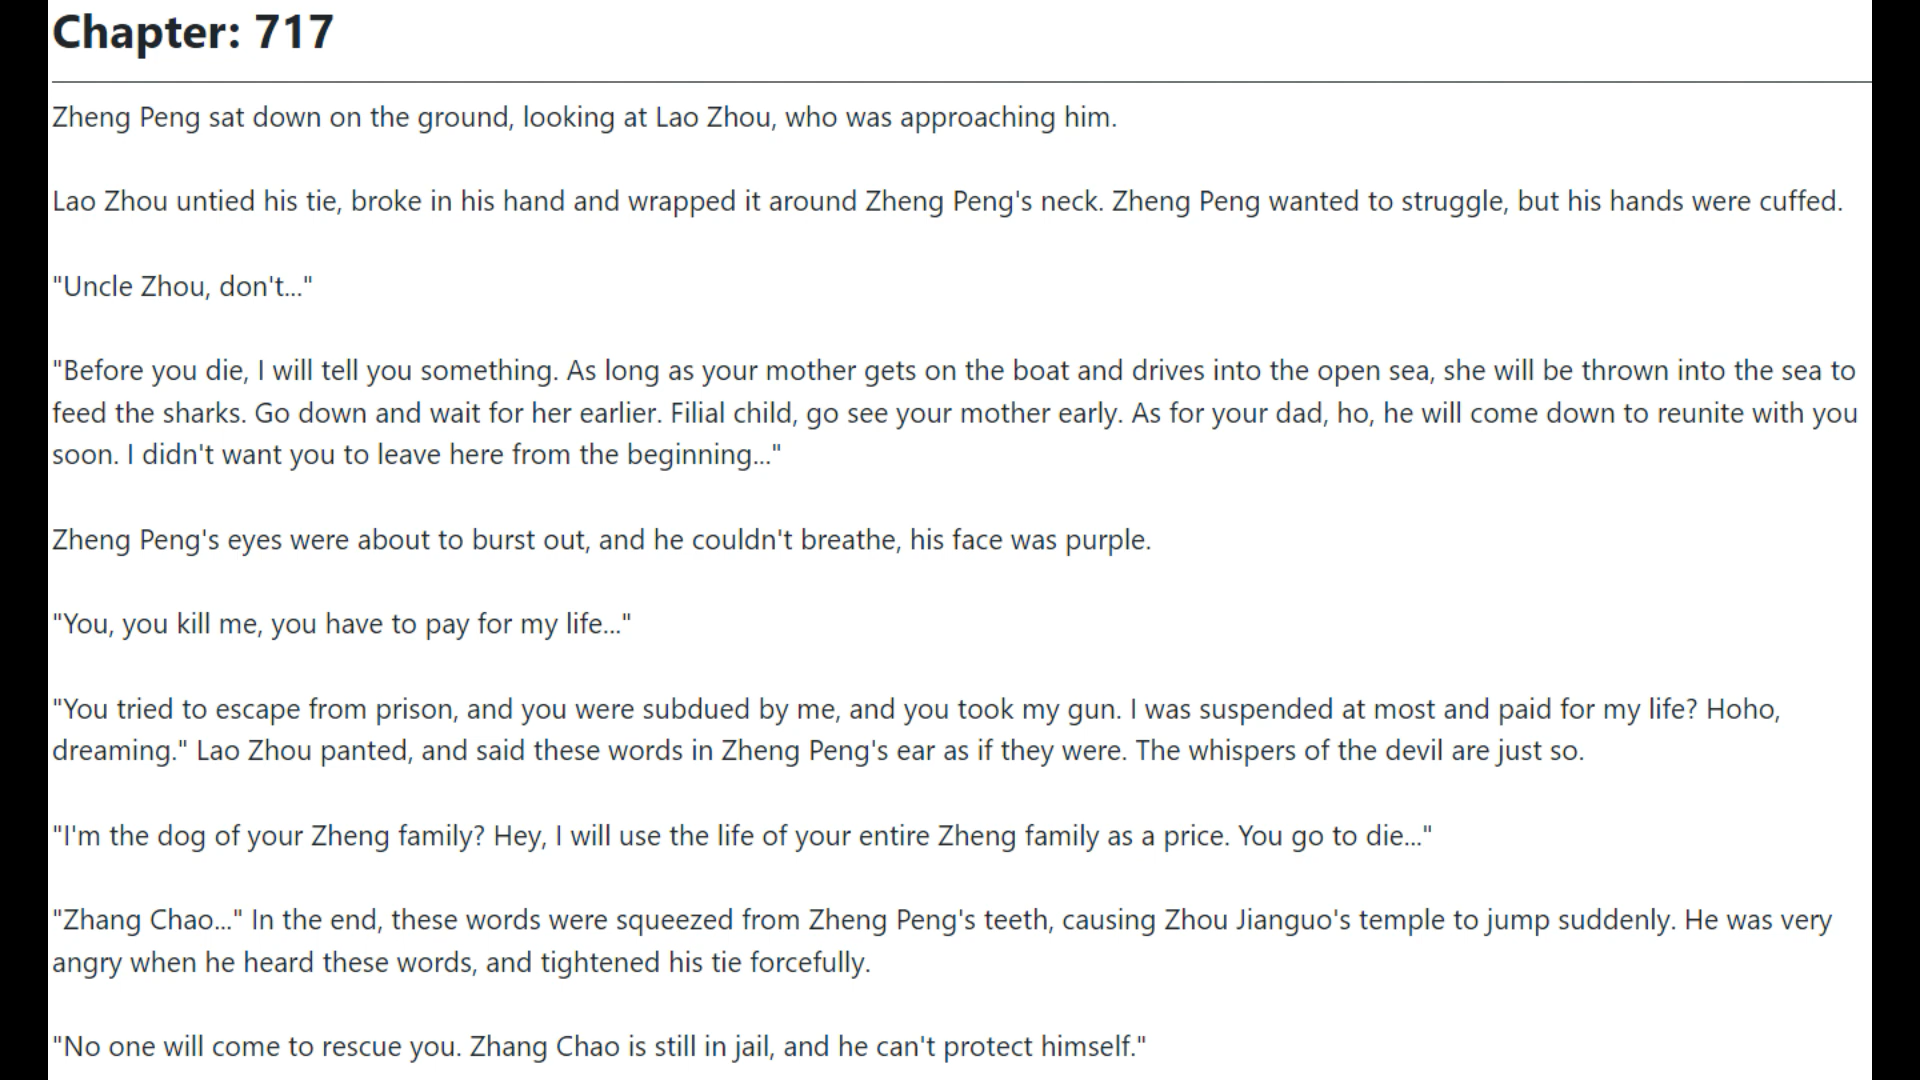 Chapter: 717
Zheng Peng sat down on the ground, looking at Lao Zhou, who was approaching him.
Lao Zhou untied his tie, broke in his hand and wrapped it around Zheng Peng's neck. Zheng Peng wanted to struggle, but his hands were cuffed.
"Uncle Zhou, don't..."
"Before you die, I will tell you something. As long as your mother gets on the boat and drives into the open sea, she will be thrown into the sea to
feed the sharks. Go down and wait for her earlier. Filial child, go see your mother early. As for your dad, ho, he will come down to reunite with you
soon. I didn't want you to leave here from the beginning..."
Zheng Peng's eyes were about to burst out, and he couldn't breathe, his face was purple.
"You, you kill me, you have to pay for my life..."
"You tried to escape from prison, and you were subdued by me, and you took my gun. I was suspended at most and paid for my life? Hoho,
dreaming." Lao Zhou panted, and said these words in Zheng Peng's ear as if they were. The whispers of the devil are just so.
"I'm the dog of your Zheng family? Hey, I will use the life of your entire Zheng family as a price. You go to die..."
"Zhang Chao..." In the end, these words were squeezed from Zheng Peng's teeth, causing Zhou Jianguo's temple to jump suddenly. He was very
angry when he heard these words, and tightened his tie forcefully.
"No one will come to rescue you. Zhang Chao is still in jail, and he can't protect himself."